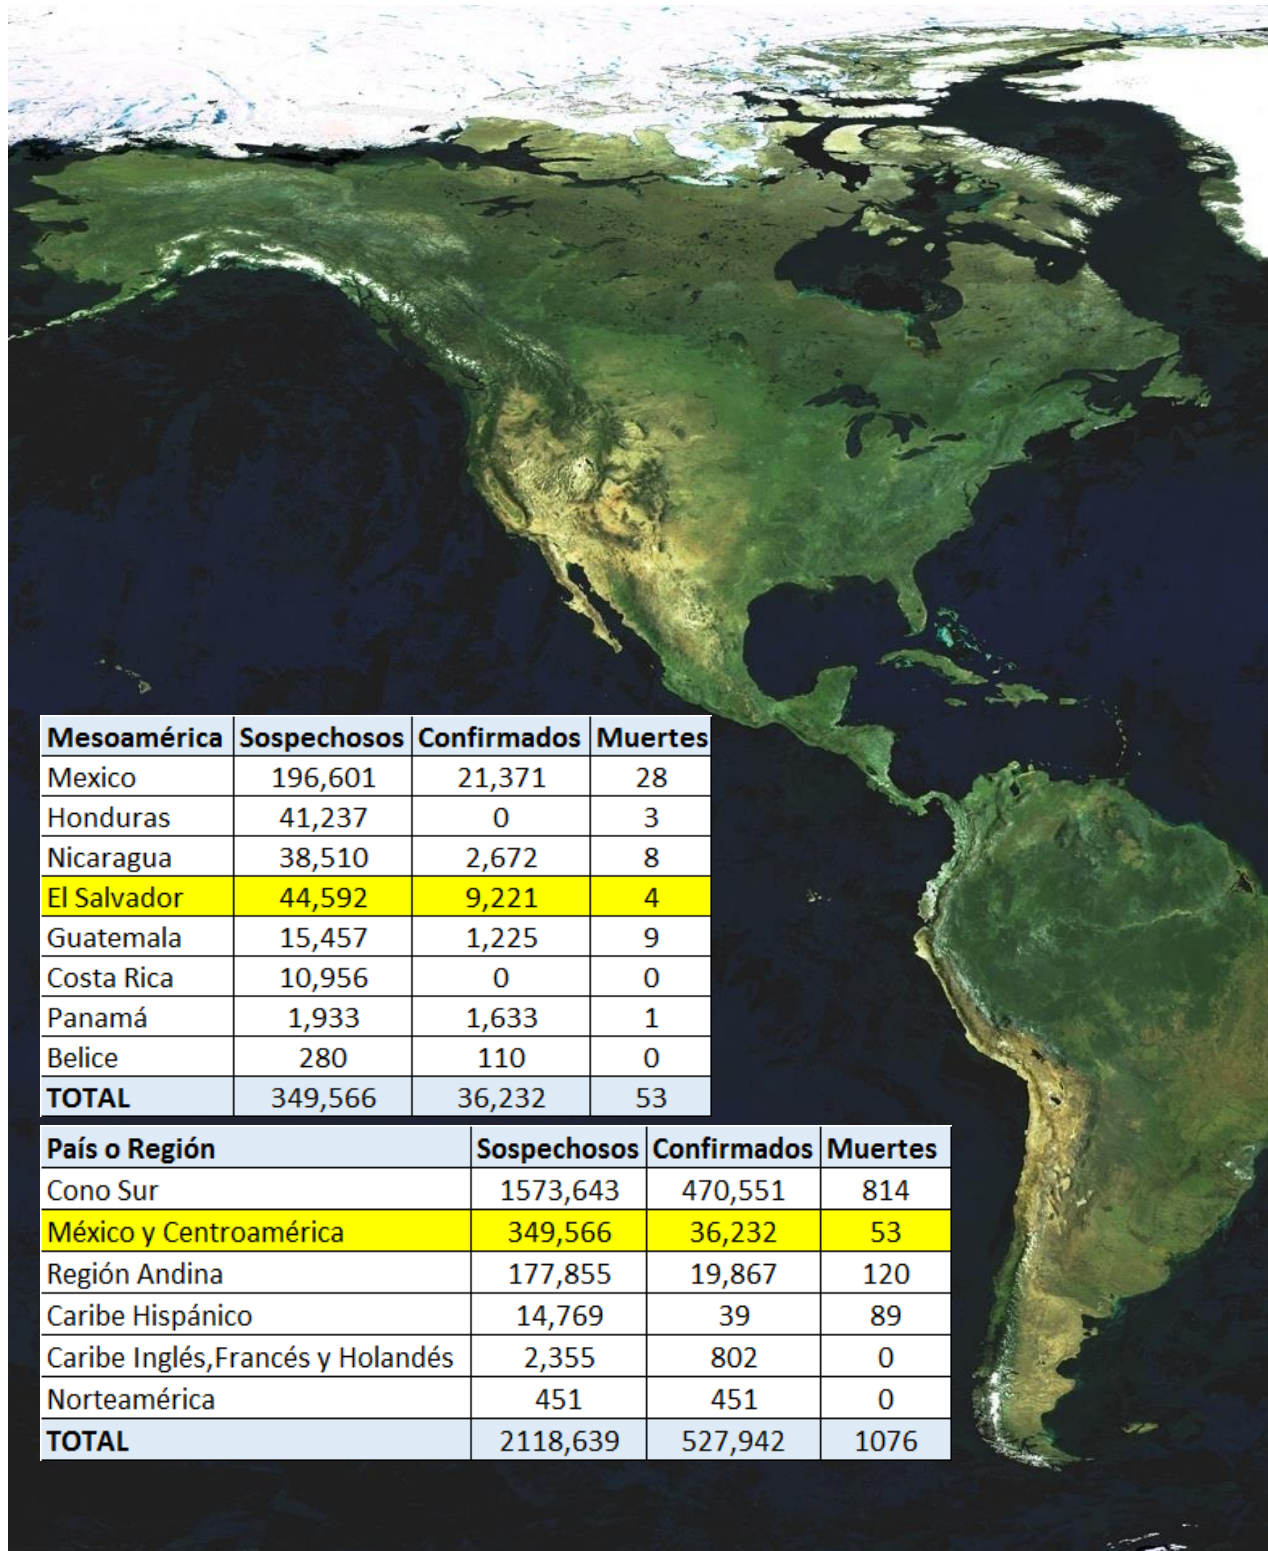 Mesoamérica Sospechosos Confirmados Muertes
Mexico 196,601 21,371 28
Honduras 41,237 0 3
Nicaragua 38,510 2,672 8
El Salvador 44,592 9,221 4
Guatemala 15,457 1,225 9
Costa Rica 10,956 0 0
Panamá 1,933 1,633 1
Belice 280 110 0
TOTAL 349,566 36,232 53
País o Región Sospechosos Confirmados Muertes
Cono Sur 1573,643 470,551 814
México y Centroamérica 349,566 36,232 53
Región Andina 177,855 19,867 120
Caribe Hispánico 14,769 39 89
Caribe Inglés,Francés y Holandés 2,355 802 0
Norteamérica 451 451 0
TOTAL 2118,639 527,942 1076